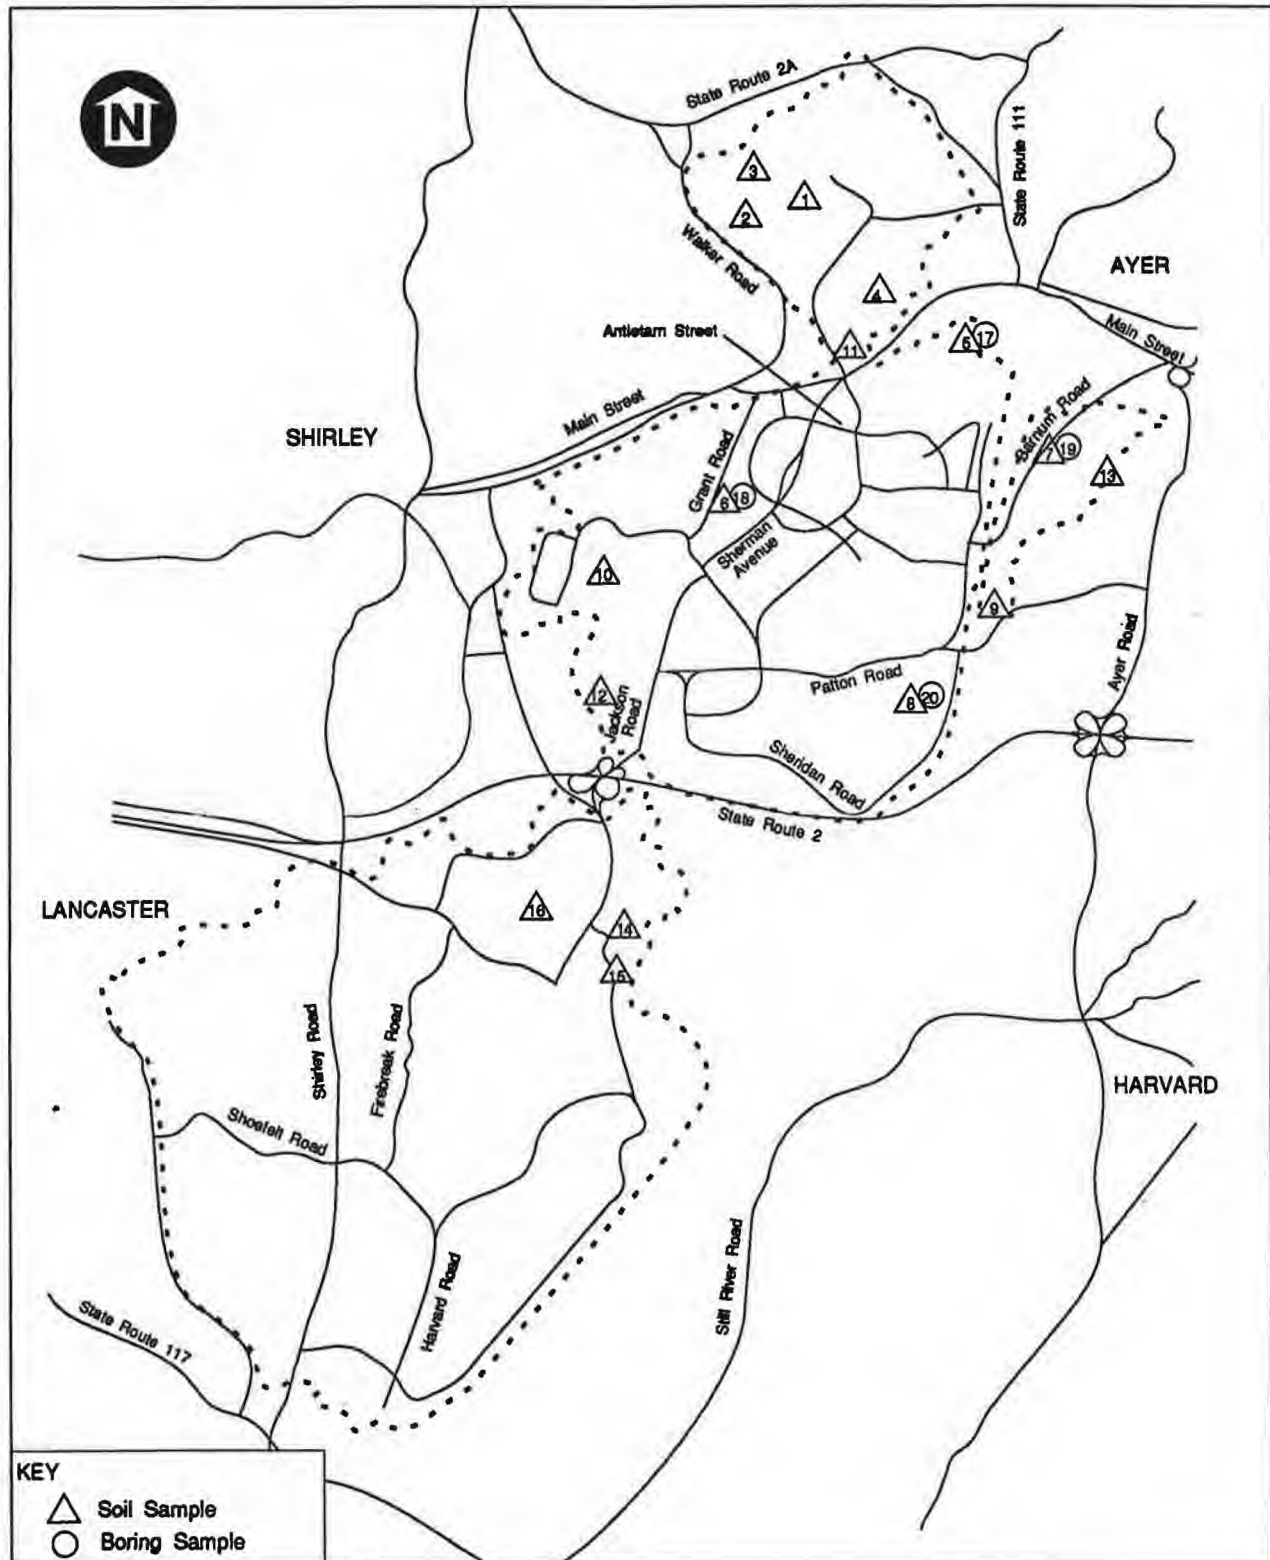 N
State Route 2A
State Route 111
3
1
2
Walker Road
AYER
4
Main Street
Antietam Street
11
5
17
Main Street
Barnum Road
SHIRLEY
7
19
13
Grant Road
6
18
Sherman
Avenue
10
9
Ayer Road
Patton Road
12
Jackson
Road
8
20
Sheridan Road
State Route 2
LANCASTER
16
14
15
Shirley Road
Firebreak Road
HARVARD
Shoefelt Road
Harvard Road
Still River Road
State Route 117
KEY
Soil Sample
Boring Sample